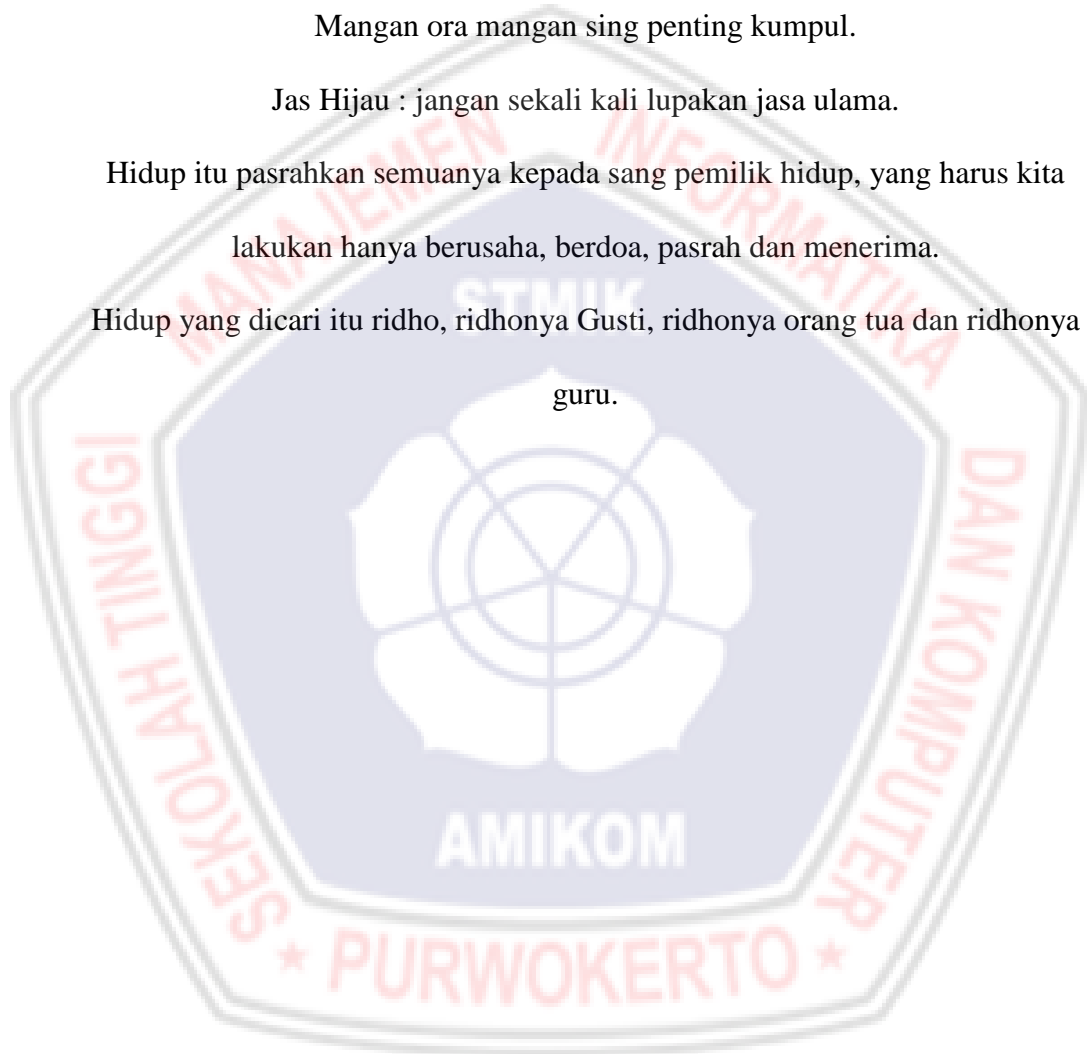 Mangan ora mangan sing penting kumpul.
Jas Hijau : jangan sekali kali lupakan jasa ulama.
Hidup itu pasrahkan semuanya kepada sang pemilik hidup, yang harus kita
lakukan hanya berusaha, berdoa, pasrah dan menerima.
Hidup yang dicari itu ridho, ridhonya Gusti, ridhonya orang tua dan ridhonya
guru.
SEKOLAH TINGGI
MANAJEMEN INFORMATIKA
DAN KOMPUTER
STMIK
AMIKOM
* PURWOKERTO *